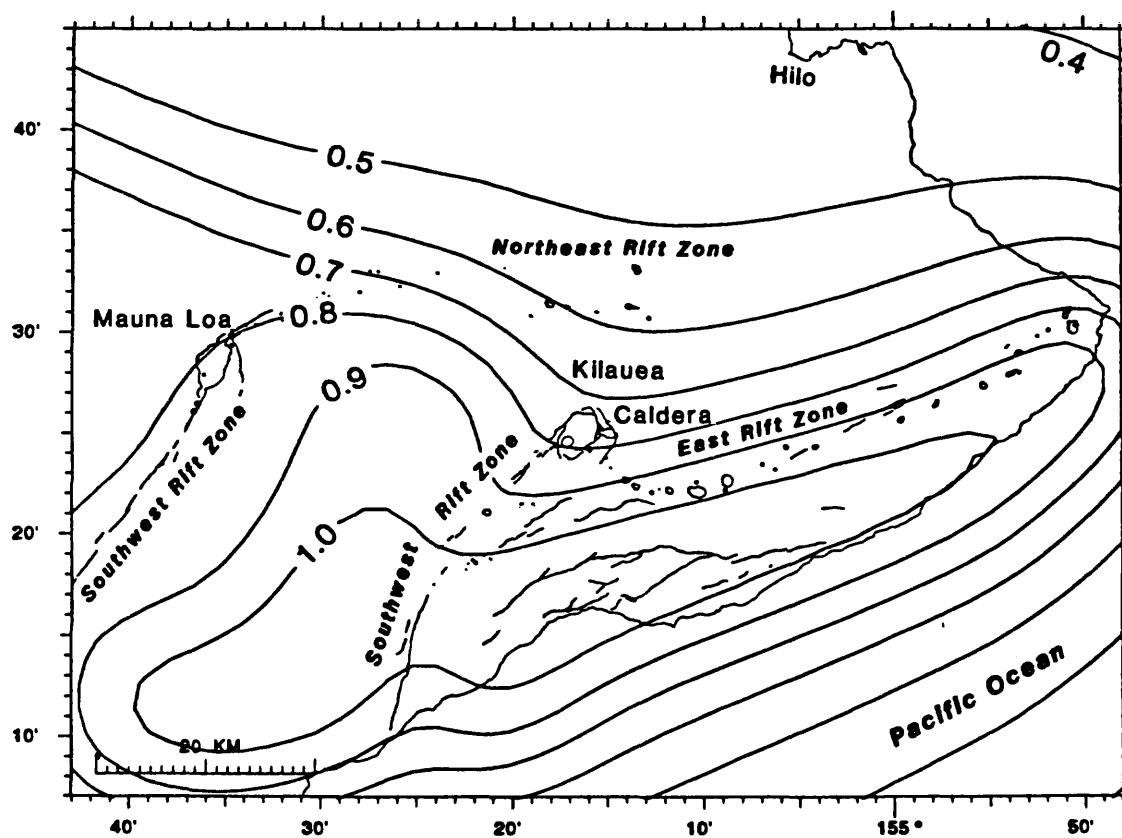 0.4
Hilo
40'
0.5
0.6
Northeast Rift Zone
0.7
0.8
Mauna Loa
30'
Kilauea
0.9
Caldera
East Rift Zone
Southwest Rift Zone
Rift Zone
20'
1.0
Southwest
Pacific Ocean
10'
20 KM
40'
30'
20'
10'
155°
50'